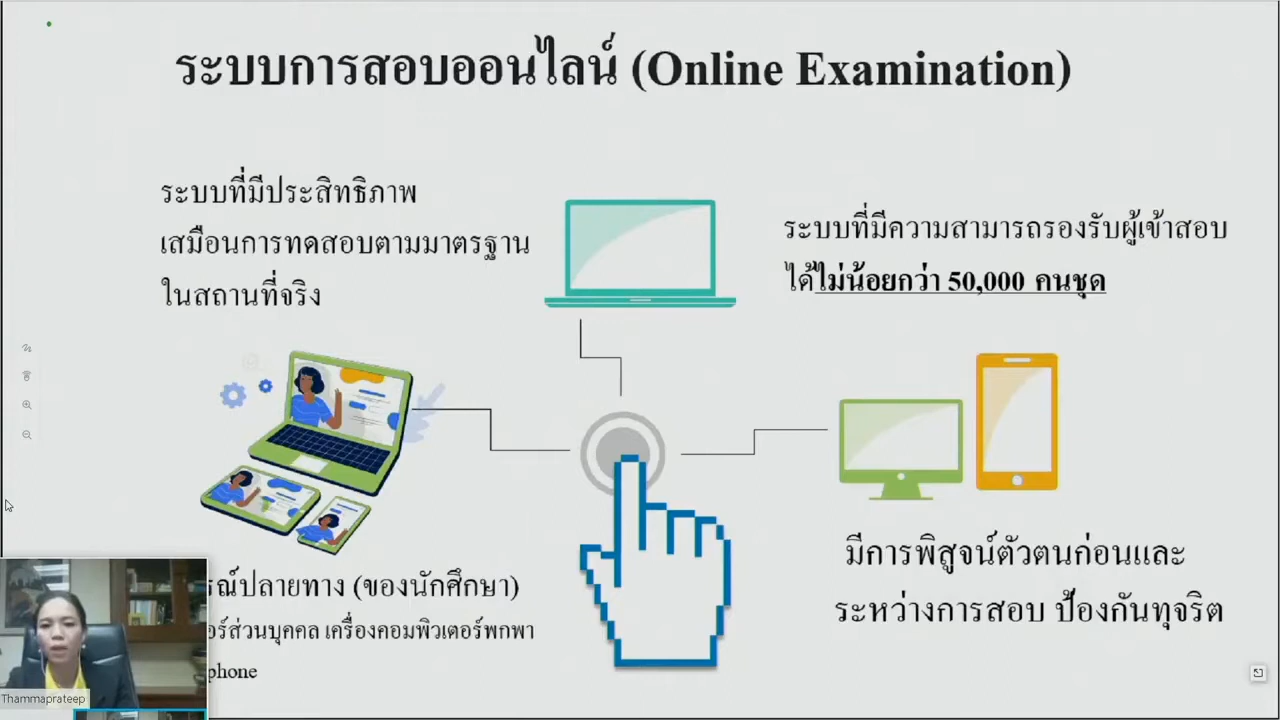 ระบบการสอบออนไลน์ (Online Examination)
ระบบที่มีประสิทธิภาพ
เสมือนการทดสอบตามมาตรฐาน
ในสถานที่จริง
ระบบที่มีความสามารถรองรับผู้เข้าสอบ
ได้ไม่น้อยกว่า 50,000 คนชุด
มีการพิสูจน์ตัวตนก่อนและ
ระหว่างการสอบ ป้องกันทุจริต
รณ์ปลายทาง (ของนักศึกษา)
อร์ส่วนบุคคล เครื่องคอมพิวเตอร์พกพา
phone
Thammaprateep